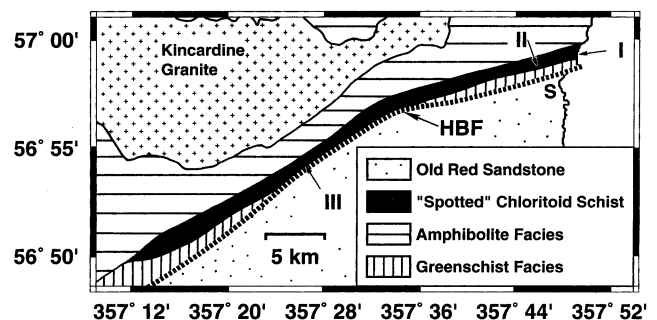 57° 00'
56° 55'
56° 50'
Kincardine
Granite
II
I
S
HBF
III
5 km
Old Red Sandstone
"Spotted" Chloritoid Schist
Amphibolite Facies
Greenschist Facies
357° 12' 357° 20' 357° 28' 357° 36' 357° 44' 357° 52'